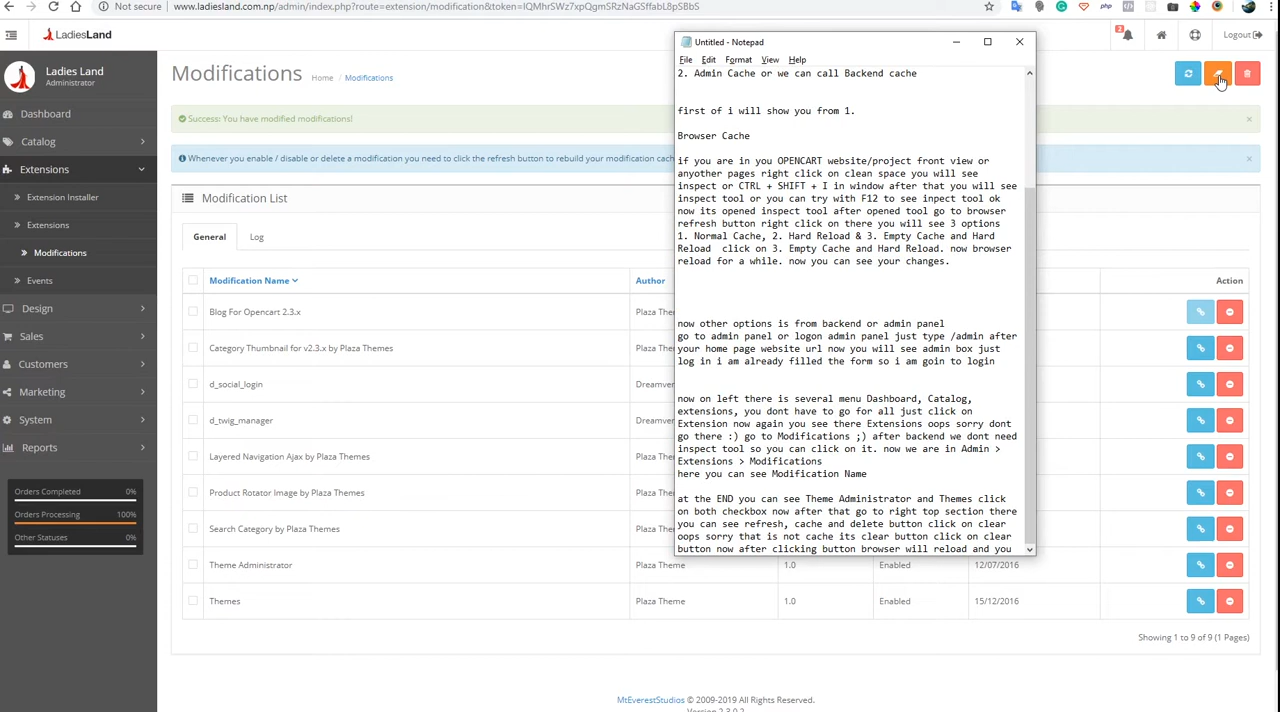 Not secure
www.ladiesland.com.np/admin/index.php?route=extension/modification&token=IQMhrSWz7xpQgmSRzNaGSffabL8pSBbS
LadiesLand
2
Logout
Ladies Land
Administrator
Dashboard
Catalog
Extensions
Extension Installer
Extensions
Modifications
Events
Design
Sales
Customers
Marketing
System
Reports
Orders Completed 0%
Orders Processing 100%
Other Statuses 0%
Modifications
Home
Modifications
Success: You have modified modifications!
×
Whenever you enable / disable or delete a modification you need to click the refresh button to rebuild your modification cach
×
Modification List
General
Log
Modification Name
Author
Action
Blog For Opencart 2.3.x
Plaza The
Category Thumbnail for v2.3.x by Plaza Themes
Plaza The
d_social_login
Dreamver
d_twig_manager
Dreamver
Layered Navigation Ajax by Plaza Themes
Plaza The
Product Rotator Image by Plaza Themes
Plaza The
Search Category by Plaza Themes
Plaza The
Theme Administrator
Plaza Theme
1.0
Enabled
12/07/2016
Themes
Plaza Theme
1.0
Enabled
15/12/2016
Showing 1 to 9 of 9 (1 Pages)
MtEverestStudios © 2009-2019 All Rights Reserved.
Version 2.3.0.2
Untitled - Notepad
File Edit Format View Help
2. Admin Cache or we can call Backend cache
first of i will show you from 1.
Browser Cache
if you are in you OPENCART website/project front view or
anyother pages right click on clean space you will see
inspect or CTRL + SHIFT + I in window after that you will see
inspect tool or you can try with F12 to see inpect tool ok
now its opened inspect tool after opened tool go to browser
refresh button right click on there you will see 3 options
1. Normal Cache, 2. Hard Reload & 3. Empty Cache and Hard
Reload  click on 3. Empty Cache and Hard Reload. now browser
reload for a while. now you can see your changes.
now other options is from backend or admin panel
go to admin panel or logon admin panel just type /admin after
your home page website url now you will see admin box just
log in i am already filled the form so i am goin to login
now on left there is several menu Dashboard, Catalog,
extensions, you dont have to go for all just click on
Extension now again you see there Extensions oops sorry dont
go there :) go to Modifications ;) after backend we dont need
inspect tool so you can click on it. now we are in Admin >
Extensions > Modifications
here you can see Modification Name
at the END you can see Theme Administrator and Themes click
on both checkbox now after that go to right top section there
you can see refresh, cache and delete button click on clear
oops sorry that is not cache its clear button click on clear
button now after clicking button browser will reload and you